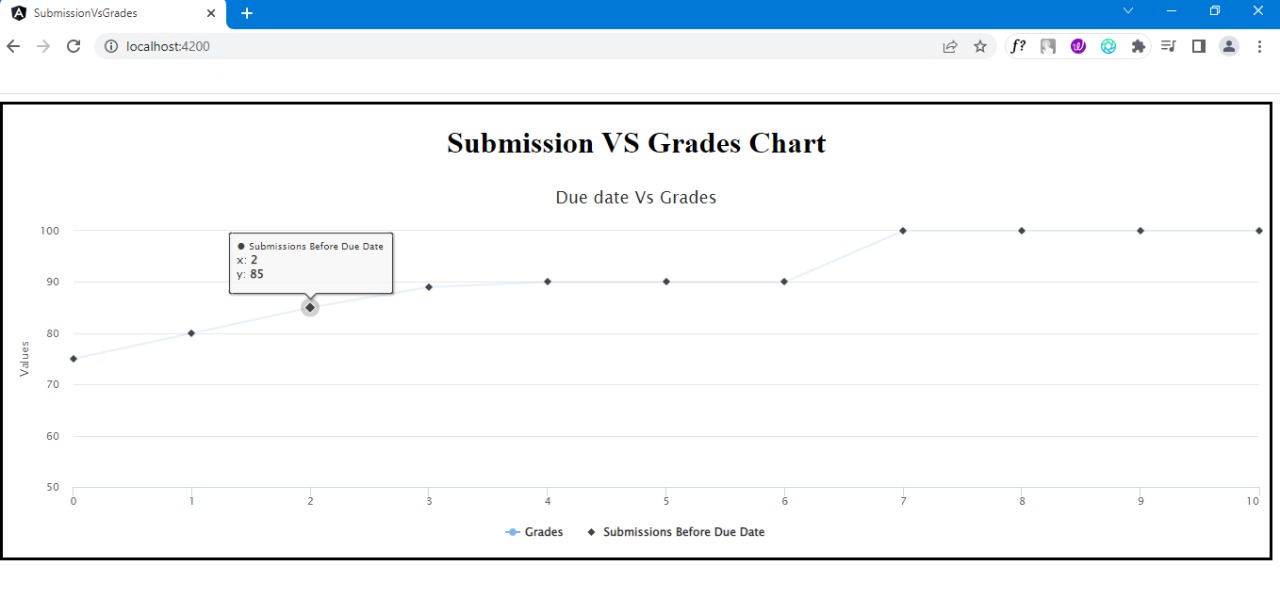 SubmissionVsGrades
localhost:4200
f?
Submission VS Grades Chart
Due date Vs Grades
Submissions Before Due Date
x: 2
y: 85
Values
100
90
80
70
60
50
0 1 2 3 4 5 6 7 8 9 10
Grades Submissions Before Due Date